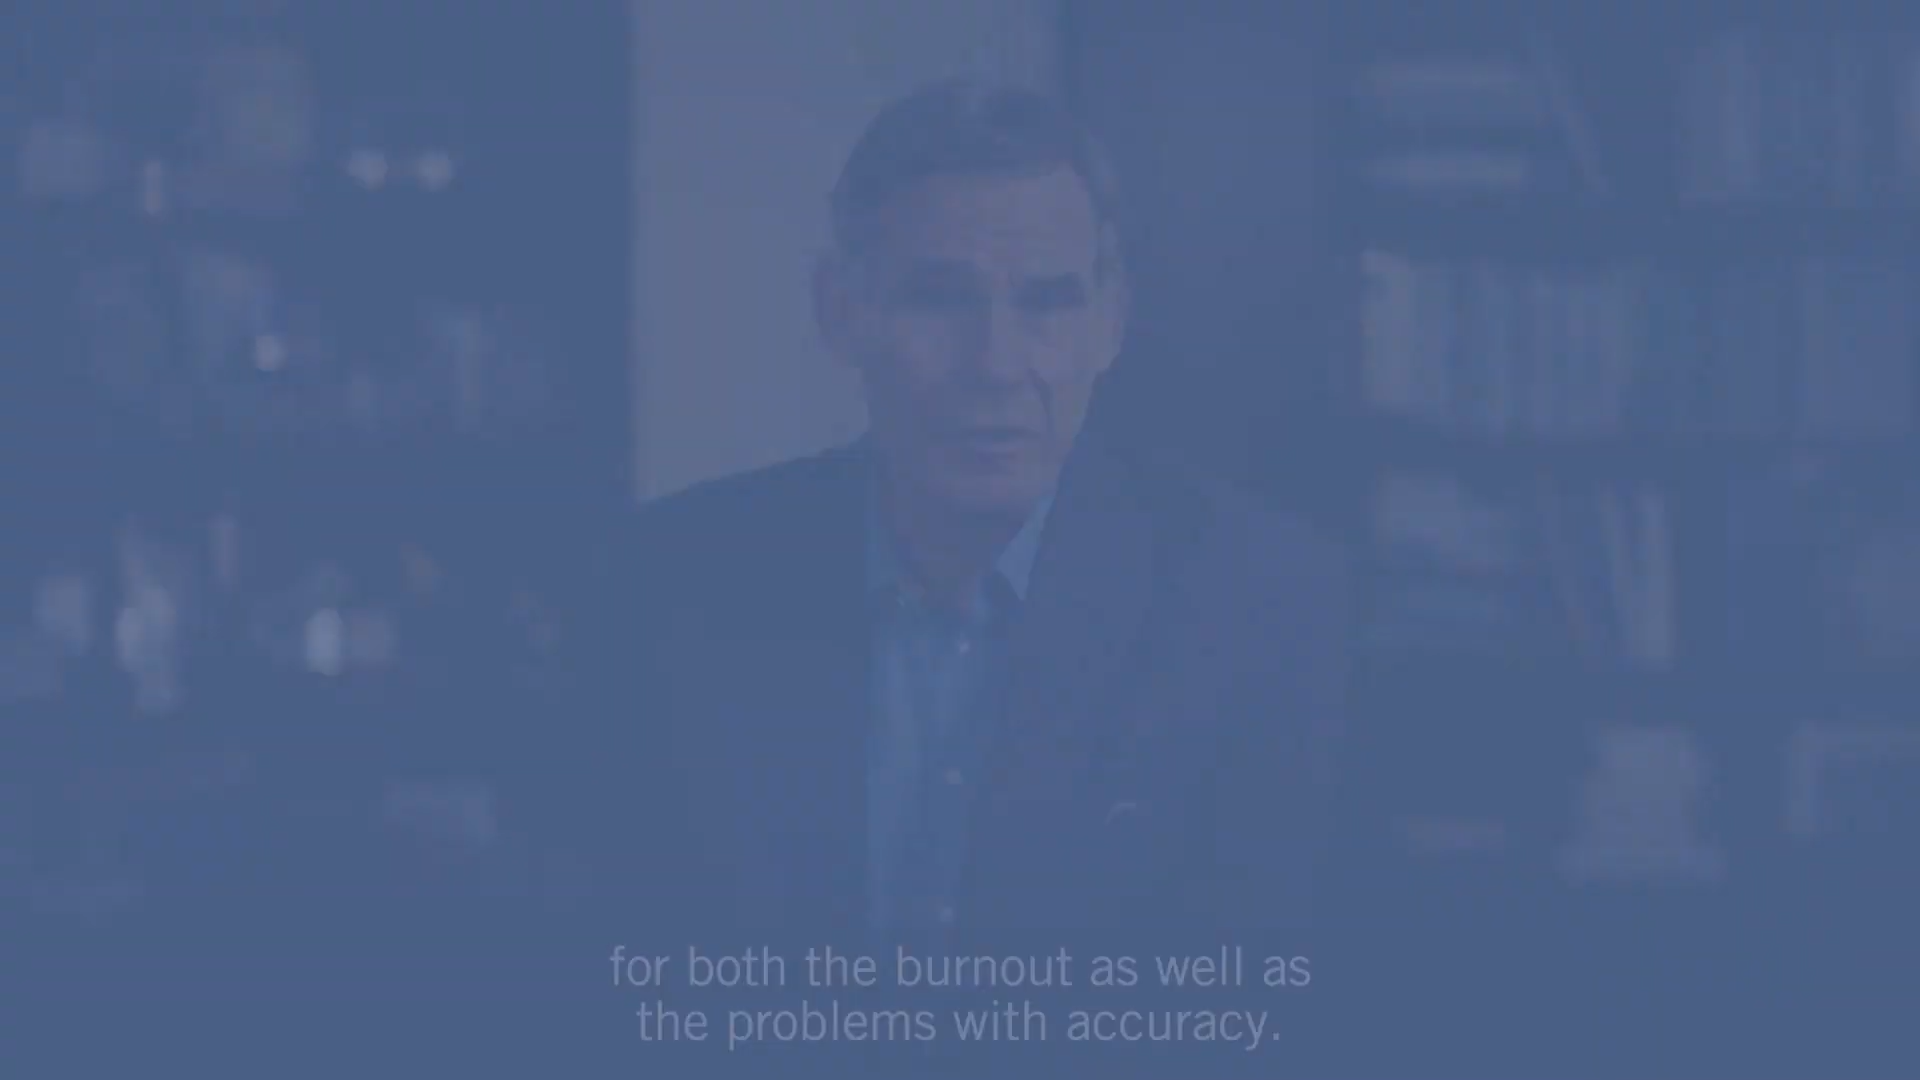 for both the burnout as well as
the problems with accuracy.